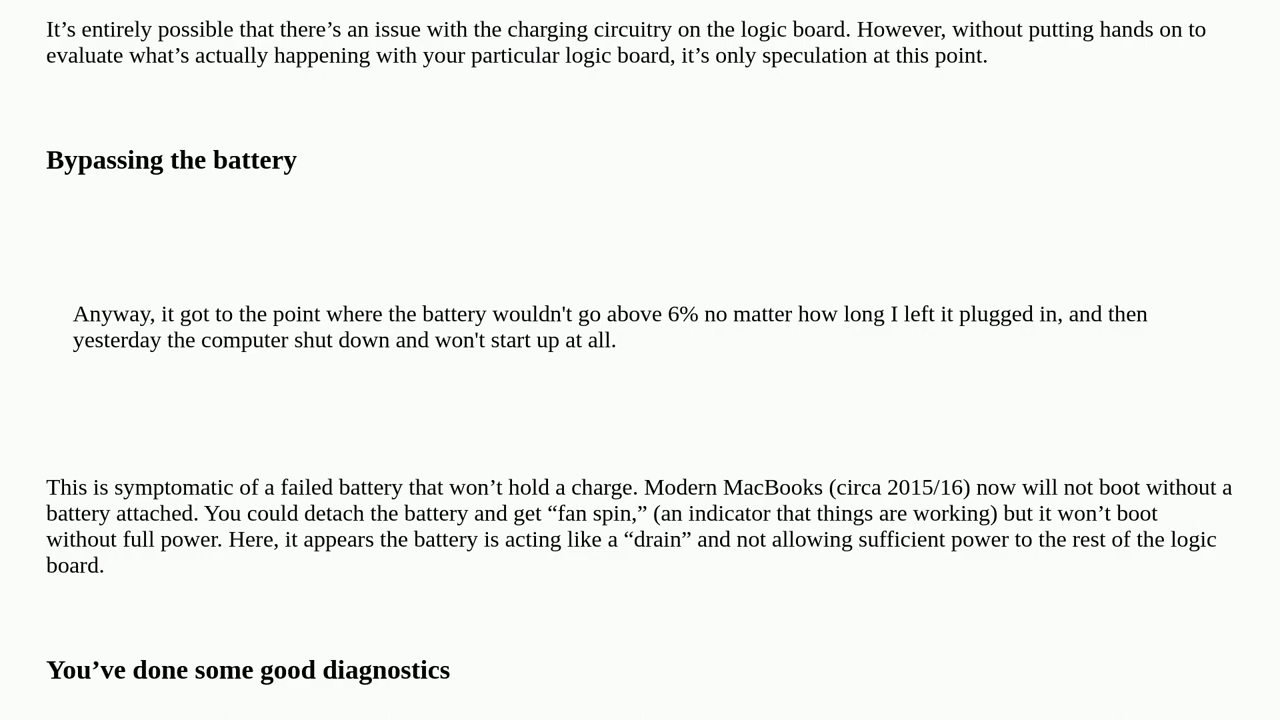 It’s entirely possible that there’s an issue with the charging circuitry on the logic board. However, without putting hands on to
evaluate what’s actually happening with your particular logic board, it’s only speculation at this point.
Bypassing the battery
Anyway, it got to the point where the battery wouldn't go above 6% no matter how long I left it plugged in, and then
yesterday the computer shut down and won't start up at all.
This is symptomatic of a failed battery that won’t hold a charge. Modern MacBooks (circa 2015/16) now will not boot without a
battery attached. You could detach the battery and get “fan spin,” (an indicator that things are working) but it won’t boot
without full power. Here, it appears the battery is acting like a “drain” and not allowing sufficient power to the rest of the logic
board.
You’ve done some good diagnostics